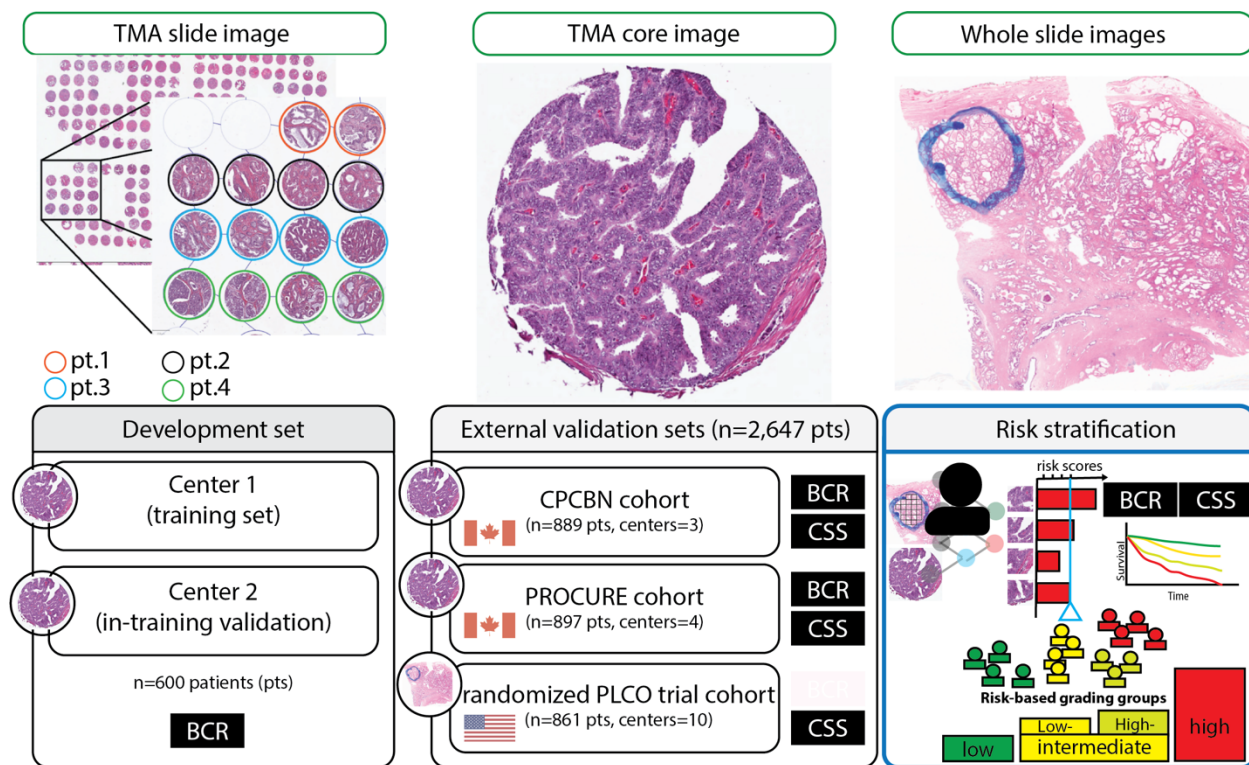 TMA slide image
TMA core image
Whole slide images
pt.1
pt.2
pt.3
pt.4
Development set
Center 1
(training set)
Center 2
(in-training validation)
n=600 patients (pts)
BCR
External validation sets (n=2,647 pts)
CPCBN cohort
(n=889 pts, centers=3)
BCR
CSS
PROCURE cohort
(n=897 pts, centers=4)
BCR
CSS
randomized PLCO trial cohort
(n=861 pts, centers=10)
BCR
CSS
Risk stratification
risk scores
BCR
CSS
Survival
Time
Risk-based grading groups
low
Low-
High-
intermediate
high